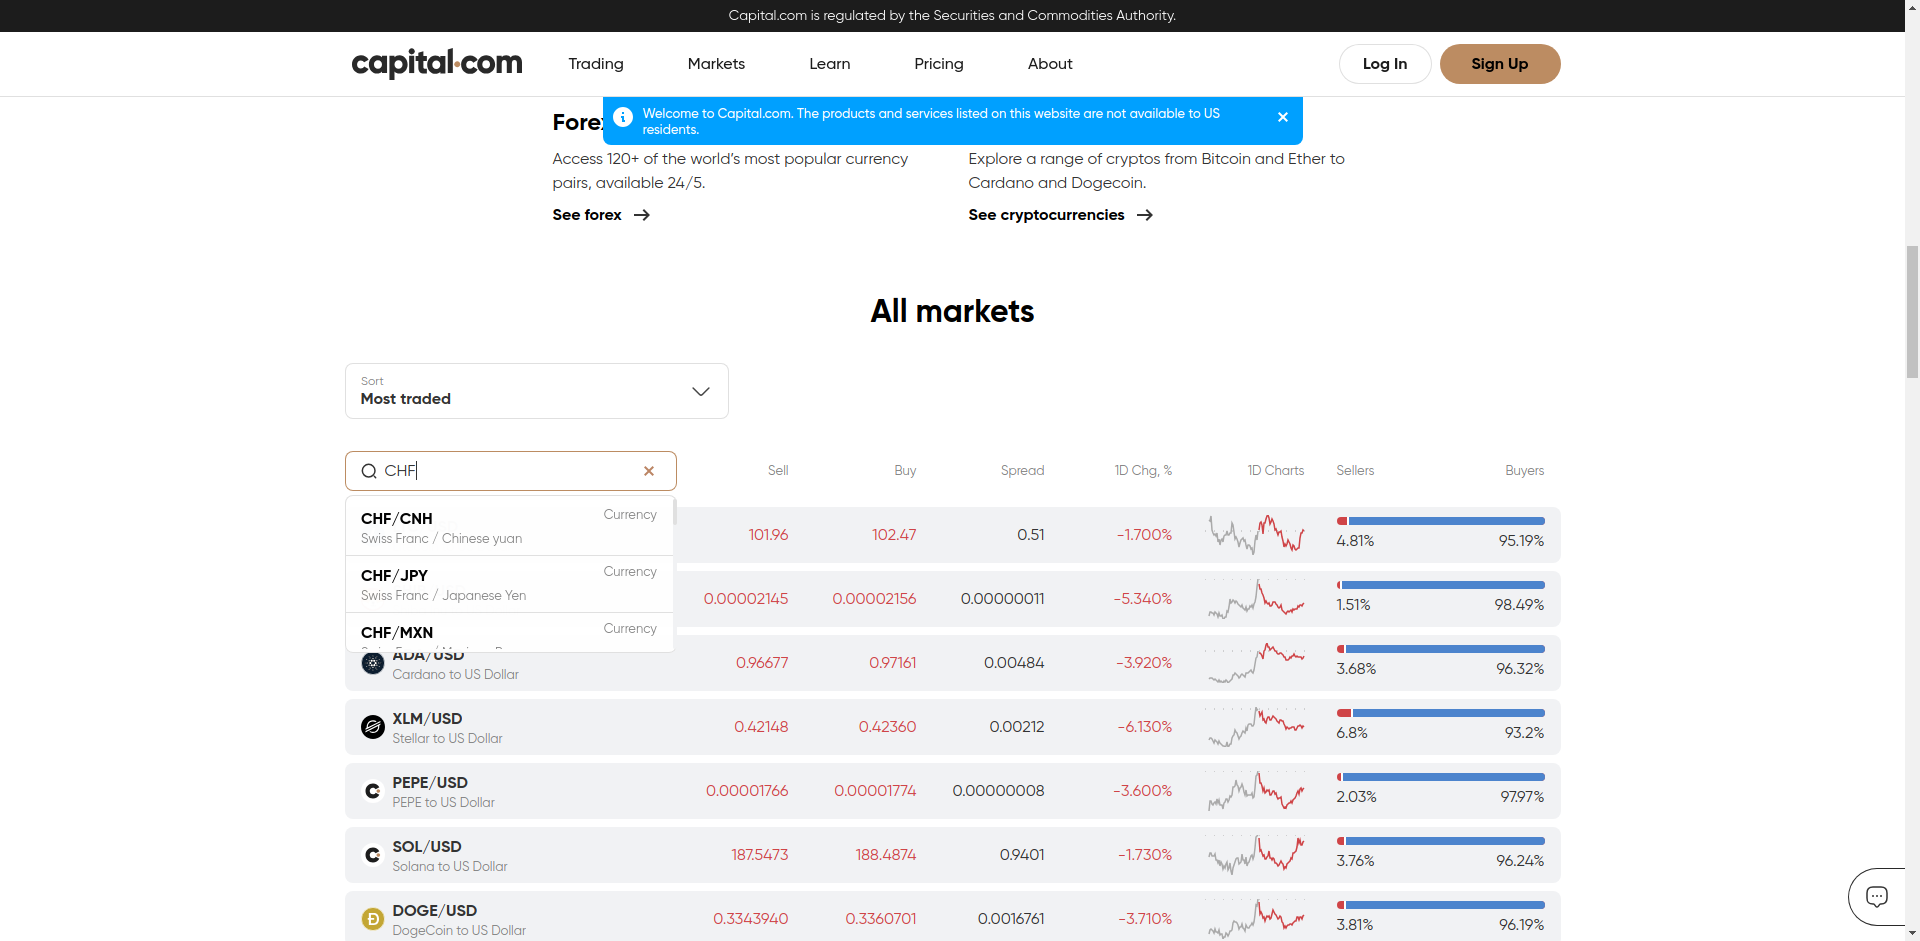 Capital.com is regulated by the Securities and Commodities Authority.
capital.com
Trading
Markets
Learn
Pricing
About
Log In
Sign Up
Welcome to Capital.com. The products and services listed on this website are not available to US
residents.
Access 120+ of the world's most popular currency
pairs, available 24/5.
See forex
Explore a range of cryptos from Bitcoin and Ether to
Cardano and Dogecoin.
See cryptocurrencies
All markets
Sort
Most traded
CHF
Sell
Buy
Spread
1D Chg, %
1D Charts
Sellers
Buyers
CHF/CNH
Currency
Swiss Franc / Chinese yuan
CHF/JPY
Currency
Swiss Franc / Japanese Yen
CHF/MXN
Currency
101.96
102.47
0.51
-1.700%
4.81%
95.19%
0.00002145
0.00002156
0.00000011
-5.340%
1.51%
98.49%
ADA/USD
Cardano to US Dollar
0.96677
0.97161
0.00484
-3.920%
3.68%
96.32%
XLM/USD
Stellar to US Dollar
0.42148
0.42360
0.00212
-6.130%
6.8%
93.2%
PEPE/USD
PEPE to US Dollar
0.00001766
0.00001774
0.00000008
-3.600%
2.03%
97.97%
SOL/USD
Solana to US Dollar
187.5473
188.4874
0.9401
-1.730%
3.76%
96.24%
DOGE/USD
DogeCoin to US Dollar
0.3343940
0.3360701
0.0016761
-3.710%
3.81%
96.19%